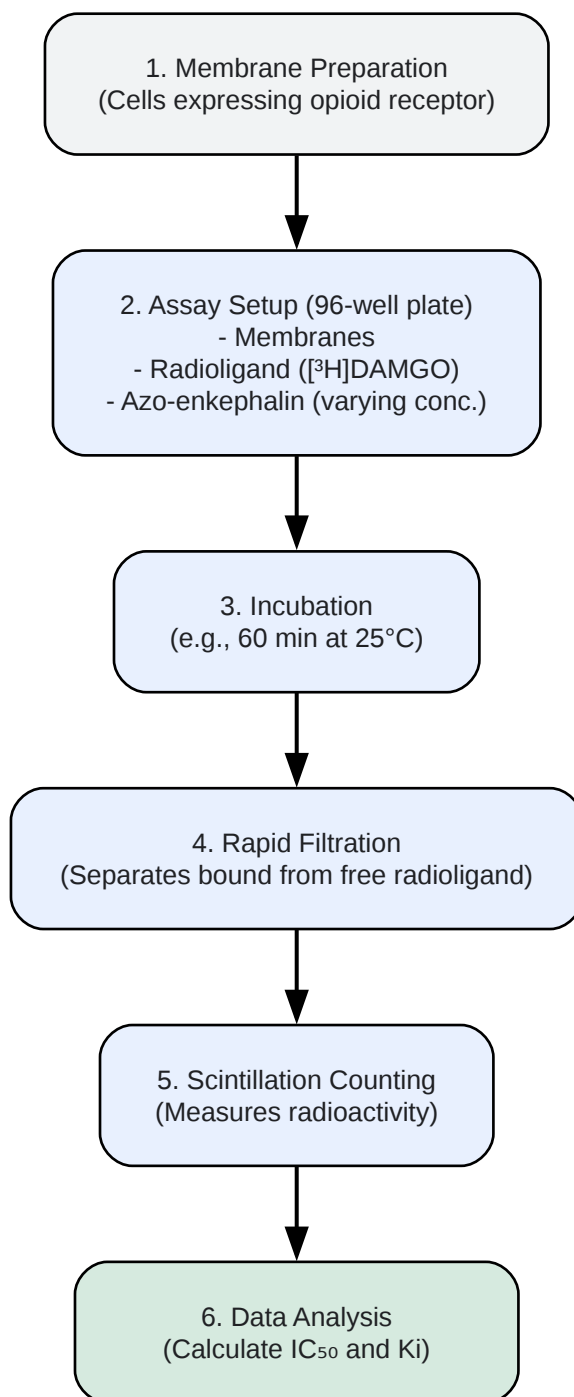 1. Membrane Preparation
(Cells expressing opioid receptor)
2. Assay Setup (96-well plate)
- Membranes
- Radioligand ([³H]DAMGO)
- Azo-enkephalin (varying conc.)
3. Incubation
(e.g., 60 min at 25°C)
4. Rapid Filtration
(Separates bound from free radioligand)
5. Scintillation Counting
(Measures radioactivity)
6. Data Analysis
(Calculate IC₅₀ and Ki)